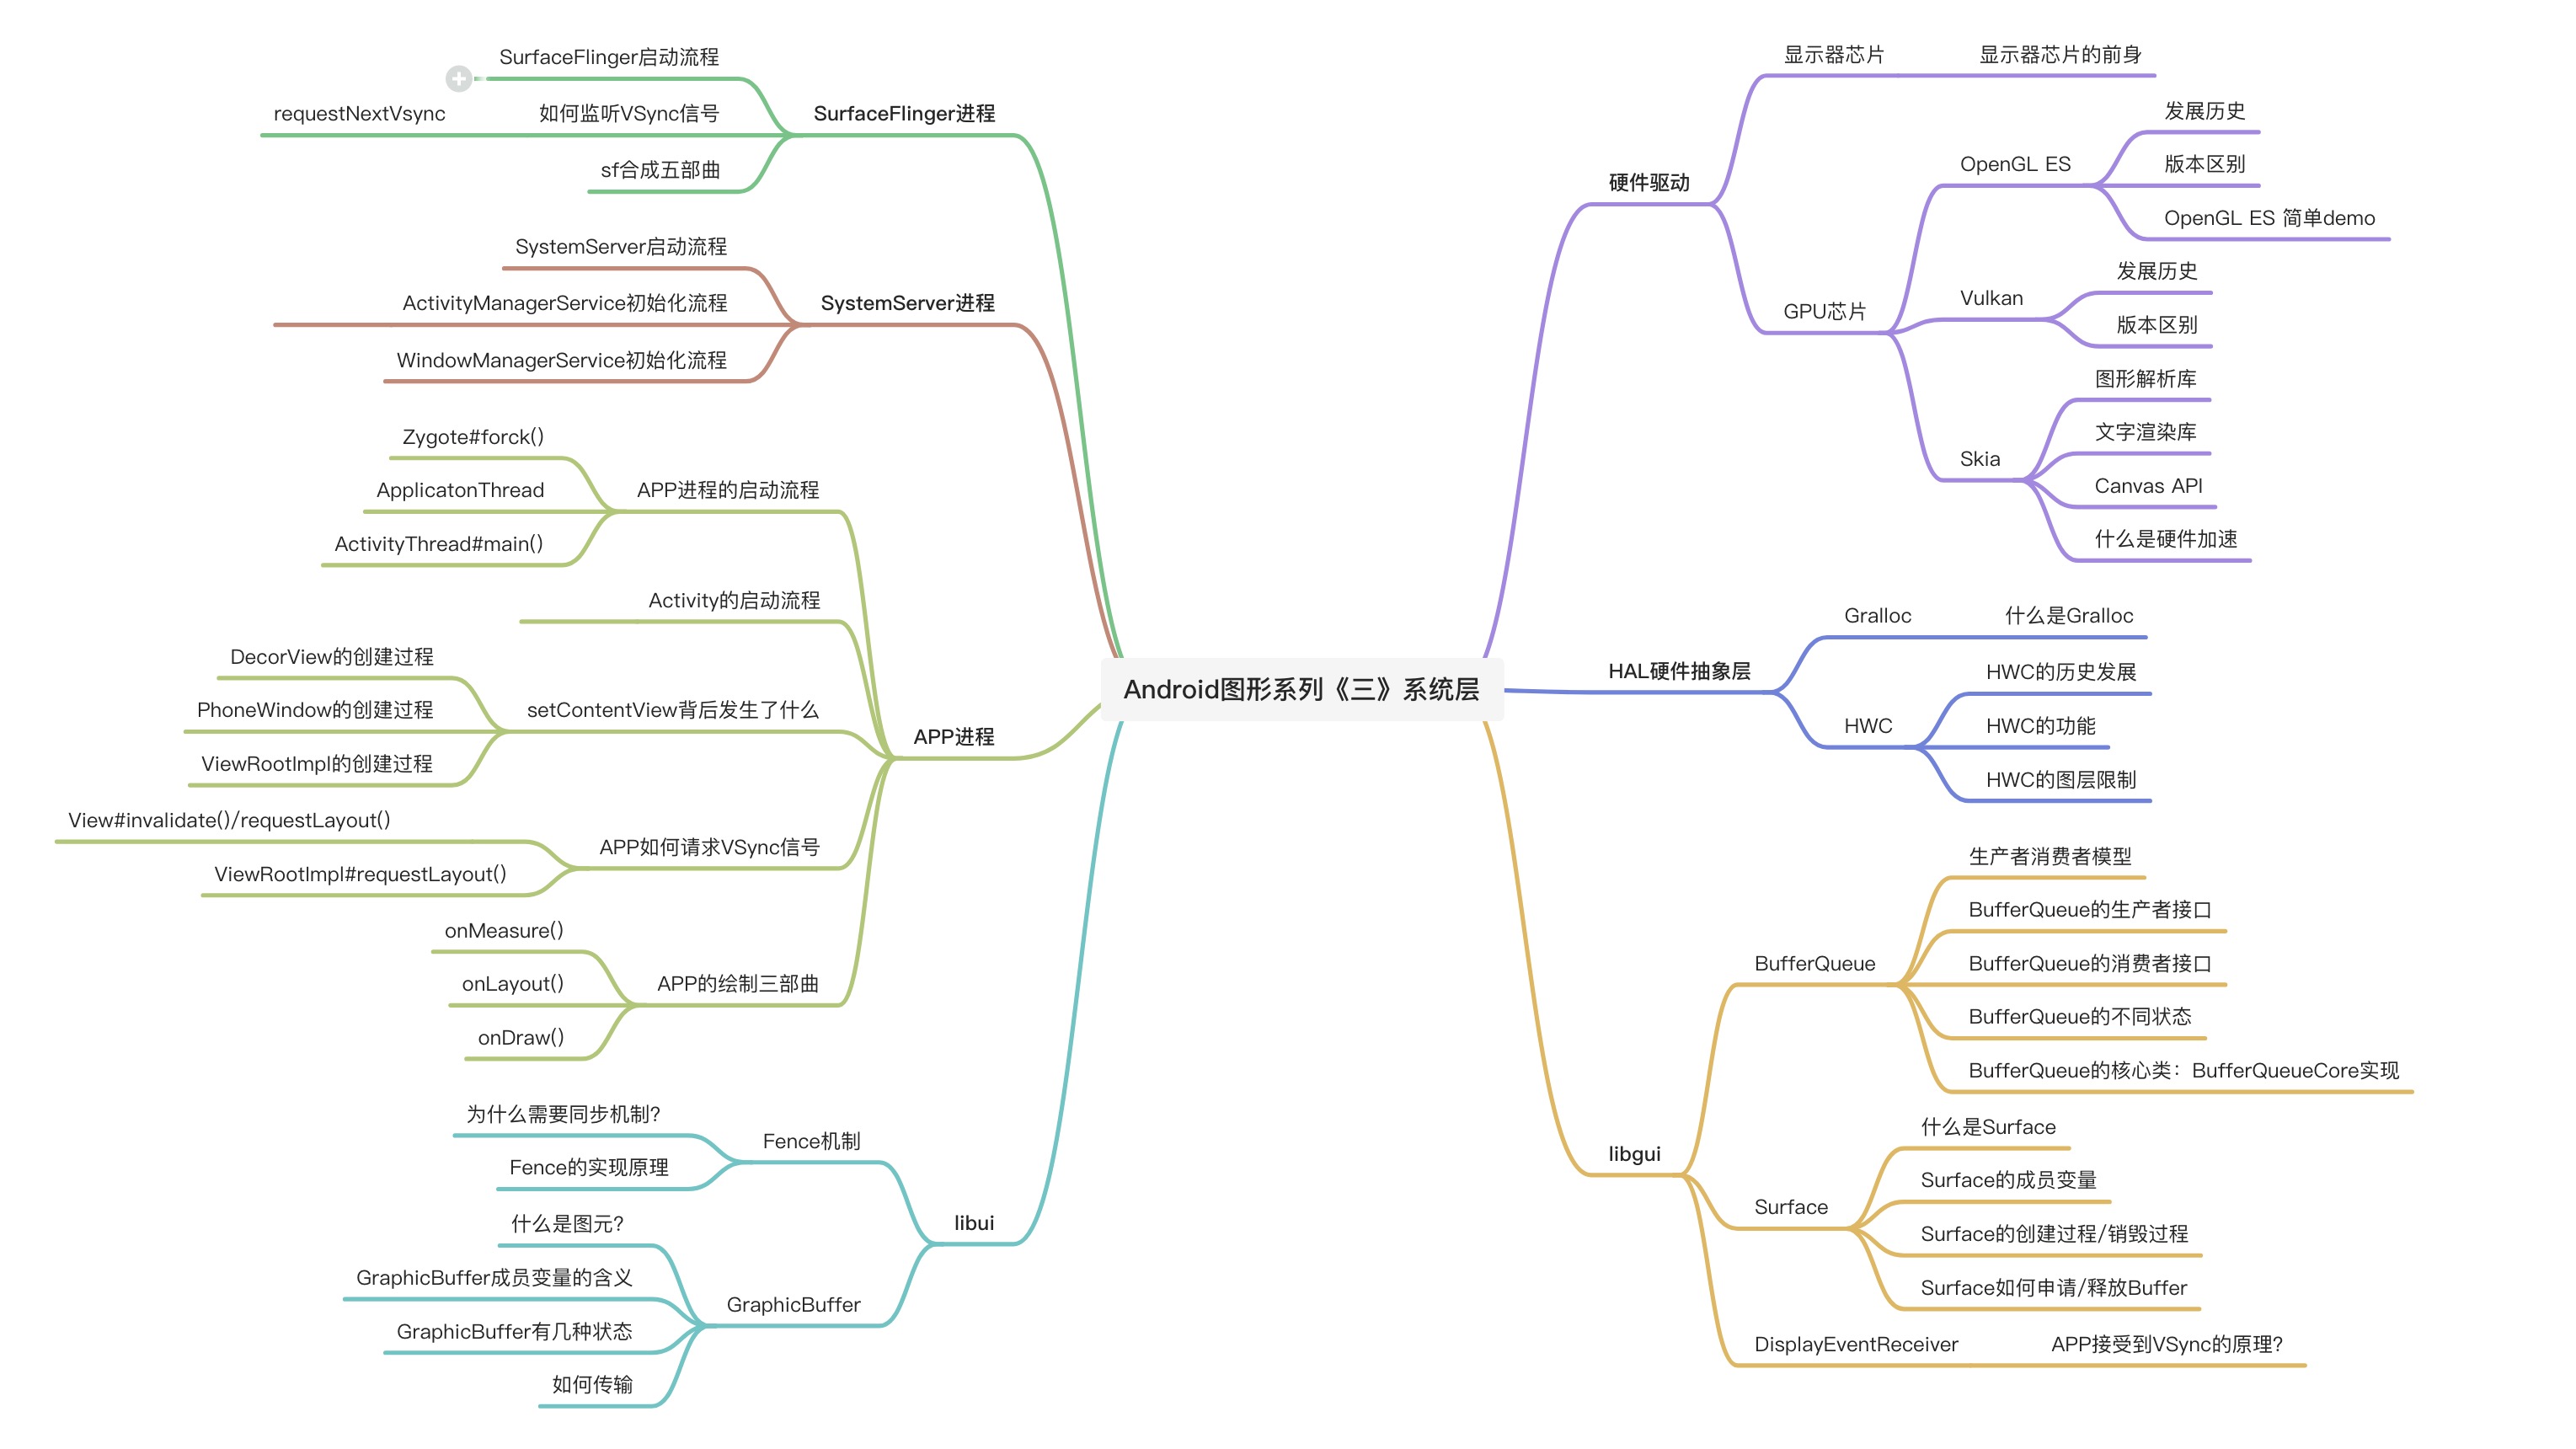 Android图形系列《三》系统层
硬件驱动
显示器芯片
显示器芯片的前身
GPU芯片
OpenGL ES
发展历史
版本区别
OpenGL ES 简单demo
Vulkan
发展历史
版本区别
Skia
图形解析库
文字渲染库
Canvas API
什么是硬件加速
HAL硬件抽象层
Gralloc
什么是Gralloc
HWC
HWC的历史发展
HWC的功能
HWC的图层限制
libgui
BufferQueue
生产者消费者模型
BufferQueue的生产者接口
BufferQueue的消费者接口
BufferQueue的不同状态
BufferQueue的核心类：BufferQueueCore实现
Surface
什么是Surface
Surface的成员变量
Surface的创建过程/销毁过程
Surface如何申请/释放Buffer
DisplayEventReceiver
APP接受到VSync的原理?
SurfaceFlinger进程
SurfaceFlinger启动流程
如何监听VSync信号
requestNextVsync
sf合成五部曲
SystemServer进程
SystemServer启动流程
ActivityManagerService初始化流程
WindowManagerService初始化流程
APP进程
APP进程的启动流程
Zygote#forck()
ApplicatonThread
ActivityThread#main()
Activity的启动流程
setContentView背后发生了什么
DecorView的创建过程
PhoneWindow的创建过程
ViewRootImpl的创建过程
APP如何请求VSync信号
View#invalidate()/requestLayout()
ViewRootImpl#requestLayout()
APP的绘制三部曲
onMeasure()
onLayout()
onDraw()
libui
Fence机制
为什么需要同步机制?
Fence的实现原理
GraphicBuffer
什么是图元?
GraphicBuffer成员变量的含义
GraphicBuffer有几种状态
如何传输